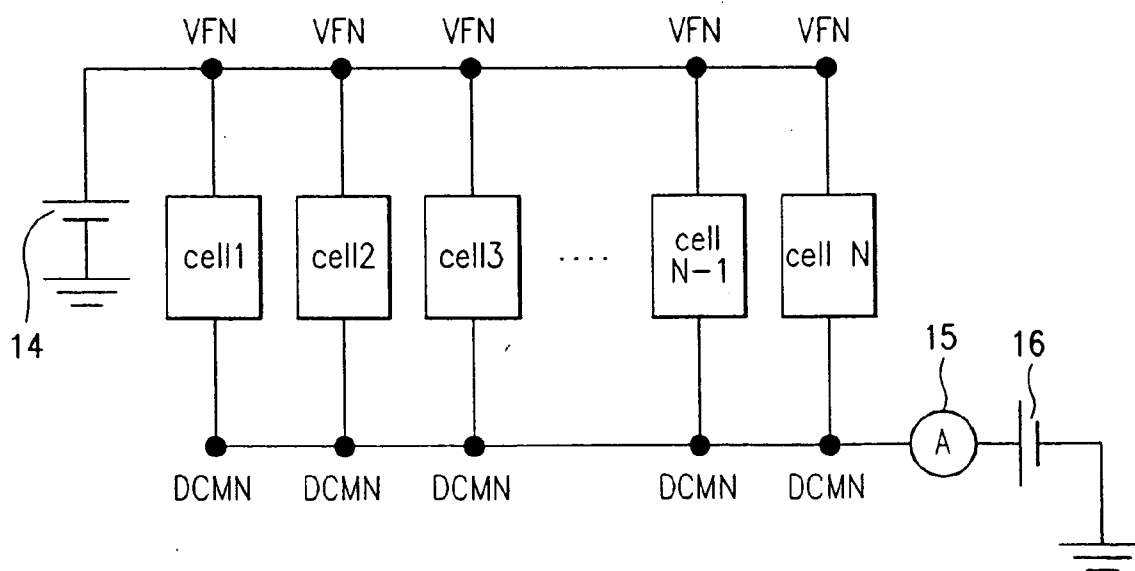 VFN VFN VFN VFN VFN
cell1 cell2 cell3 .... cell N-1 cell N
14
15 16
A
DCMN DCMN DCMN DCMN DCMN